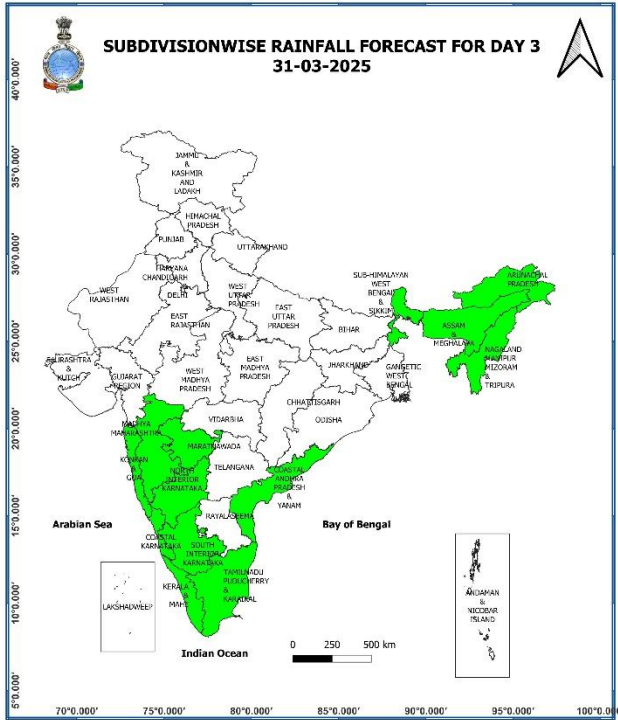 SUBDIVISIONWISE RAINFALL FORECAST FOR DAY 3
31-03-2025
40°0.000'
35°0.000'
30°0.000'
25°0.000'
20°0.000'
15°0.000'
10°0.000'
5°0.000'
JAMMU
&
KASHMIR
AND
LADAKH
HIMACHAL
PRADESH
PUNJAB
UTTARAKHAND
HARYANA
CHANDIGARH
&
DELHI
WEST
RAJASTHAN
WEST
UTTAR
PRADESH
EAST
RAJASTHAN
EAST
UTTAR
PRADESH
SUB-HIMALAYAN
WEST
BENGAL
&
SIKKIM
ARUNACHAL
PRADESH
ASSAM
&
MEGHALAYA
NAGALAND
MANIPUR
MIZORAM
&
TRIPURA
BIHAR
SAURASHTRA
&
KUTCH
GUJARAT
REGION
WEST
MADHYA
PRADESH
EAST
MADHYA
PRADESH
JHARKHAND
GANGETIC
WEST
BENGAL
CHHATTISGARH
ODISHA
VIDARBHA
MADHYA
MAHARASHTRA
MARATHAWADA
KONKAN
&
GOA
NORTH
INTERIOR
KARNATAKA
TELANGANA
COASTAL
ANDHRA
PRADESH
&
YANAM
RAYALASEEMA
Arabian Sea
Bay of Bengal
COASTAL
KARNATAKA
SOUTH
INTERIOR
KARNATAKA
TAMILNADU
PUDUCHERRY
&
KARAIKAL
KERALA
&
MAHE
LAKSHADWEEP
ANDAMAN
&
NICOBAR
ISLAND
Indian Ocean
0 250 500 km
70°0.000' 75°0.000' 80°0.000' 85°0.000' 90°0.000' 95°0.000' 100°0.000